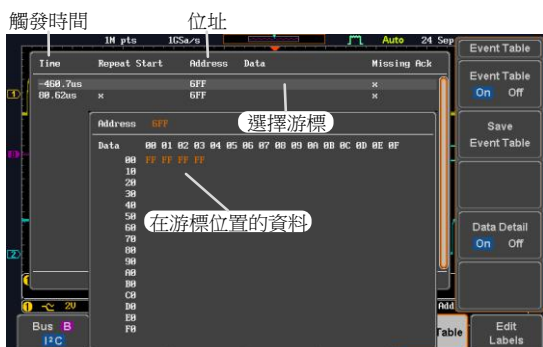 觸發時間 位址
1M pts 1GSa/s Auto 24 Sep
Time Repeat Start Address Data Missing Ack
-460.7us 6FF x
80.62us x 6FF x
選擇游標
Address 6FF
Data 00 01 02 03 04 05 06 07 08 09 0A 0B 0C 0D 0E 0F
00 FF FF FF FF
10
20
30
40
50
60
70
80
90
A0
B0
C0
D0
E0
F0
在游標位置的資料
1
B
2
1 2V Add
Bus B
I²C
Table
Edit
Labels
Event Table
Event Table
On Off
Save
Event Table
Data Detail
On Off